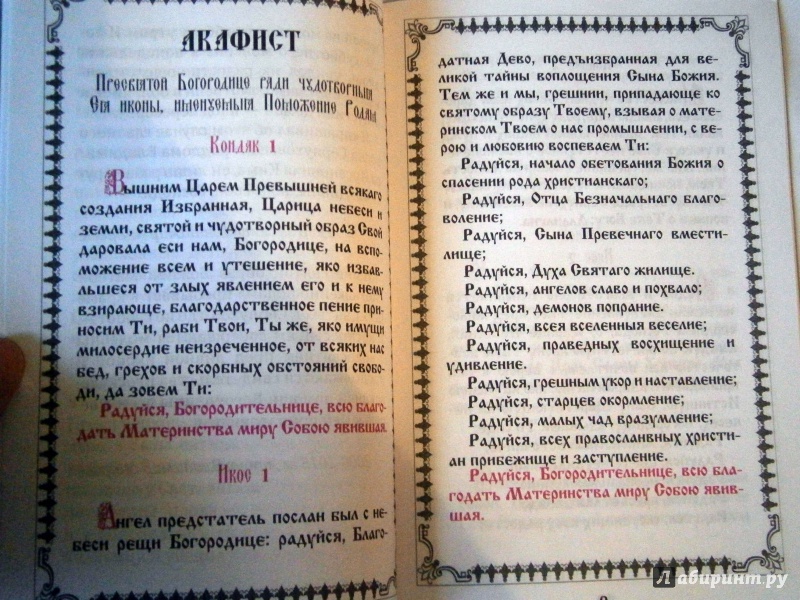 АКАФИСТ
Пресвятой Богородице ради чудотворныя
Ея иконы, именуемыя Поможение Родам
Кондак 1
Вышним Царем Превышней всякаго
создания Избранная, Царица небеси и
земли, святой и чудотворный образ Свой
даровала еси нам, Богородице, на вспо-
можение всем и утешение, яко избав-
льшеся от злых явлением его и к нему
взирающе, благодарственное пение при-
носим Ти, раби Твои, Ты же, яко имущи
милосердие неизреченное, от всяких нас
бед, грехов и скорбных обстояний свобо-
ди, да зовем Ти:
Радуйся, Богородительнице, всю благо-
дать Материнства миру Собою явившая.
Икос 1
Ангел предстатель послан был с не-
беси рещи Богородице: радуйся, Благо-
датная Дево, предъизбранная для ве-
ликой тайны воплощения Сына Божия.
Тем же и мы, грешнии, припадающе ко
святому образу Твоему, взывая о мате-
ринском Твоем о нас промышлении, с ве-
рою и любовию воспеваем Ти:
Радуйся, начало обетования Божия о
спасении рода христианскаго;
Радуйся, Отца Безначальнаго благо-
воление;
Радуйся, Сына Превечнаго вмести-
лище;
Радуйся, Духа Святаго жилище.
Радуйся, ангелов славо и похвало;
Радуйся, демонов попрание.
Радуйся, всея вселенныя веселие;
Радуйся, праведных восхищение и
удивление.
Радуйся, грешным укор и наставление;
Радуйся, старцев окормление;
Радуйся, малых чад вразумление;
Радуйся, всех православных христи-
ан прибежище и заступление.
Радуйся, Богородительнице, всю бла-
годать Материнства миру Собою явив-
шая.
Лабиринт.ру